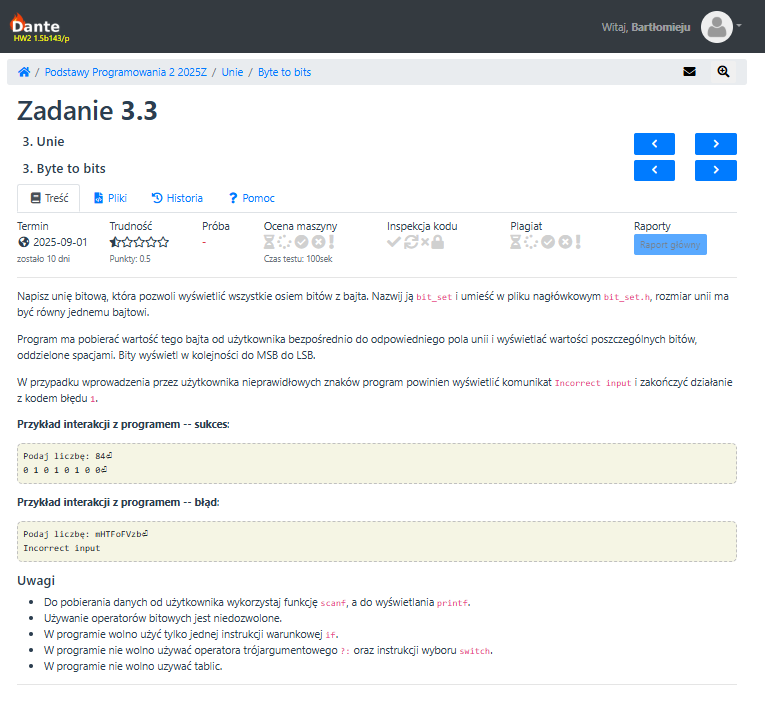 Dante
HW2 1.5b143/p
Witaj, Bartłomieju
/ Podstawy Programowania 2 2025Z / Unie / Byte to bits
Zadanie 3.3
3. Unie
3. Byte to bits
Treść Pliki Historia Pomoc
Termin Trudność Próba Ocena maszyny Inspekcja kodu Plagiat Raporty
2025-09-01 - Raport główny
zostało 10 dni Punkty: 0.5 Czas testu: 100sek
Napisz unię bitową, która pozwoli wyświetlić wszystkie osiem bitów z bajta. Nazwij ją bit_set i umieść w pliku nagłówkowym bit_set.h, rozmiar unii ma
być równy jednemu bajtowi.
Program ma pobierać wartość tego bajta od użytkownika bezpośrednio do odpowiedniego pola unii i wyświetlać wartości poszczególnych bitów,
oddzielone spacjami. Bity wyświetl w kolejności do MSB do LSB.
W przypadku wprowadzenia przez użytkownika nieprawidłowych znaków program powinien wyświetlić komunikat Incorrect input i zakończyć działanie
z kodem błędu 1.
Przykład interakcji z programem -- sukces:
Podaj liczbę: 84⏎
0 1 0 1 0 1 0 0⏎
Przykład interakcji z programem -- błąd:
Podaj liczbę: mHTFoFVzb⏎
Incorrect input
Uwagi
• Do pobierania danych od użytkownika wykorzystaj funkcję scanf, a do wyświetlania printf.
• Używanie operatorów bitowych jest niedozwolone.
• W programie wolno użyć tylko jednej instrukcji warunkowej if.
• W programie nie wolno używać operatora trójargumentowego ?: oraz instrukcji wyboru switch.
• W programie nie wolno uzywać tablic.